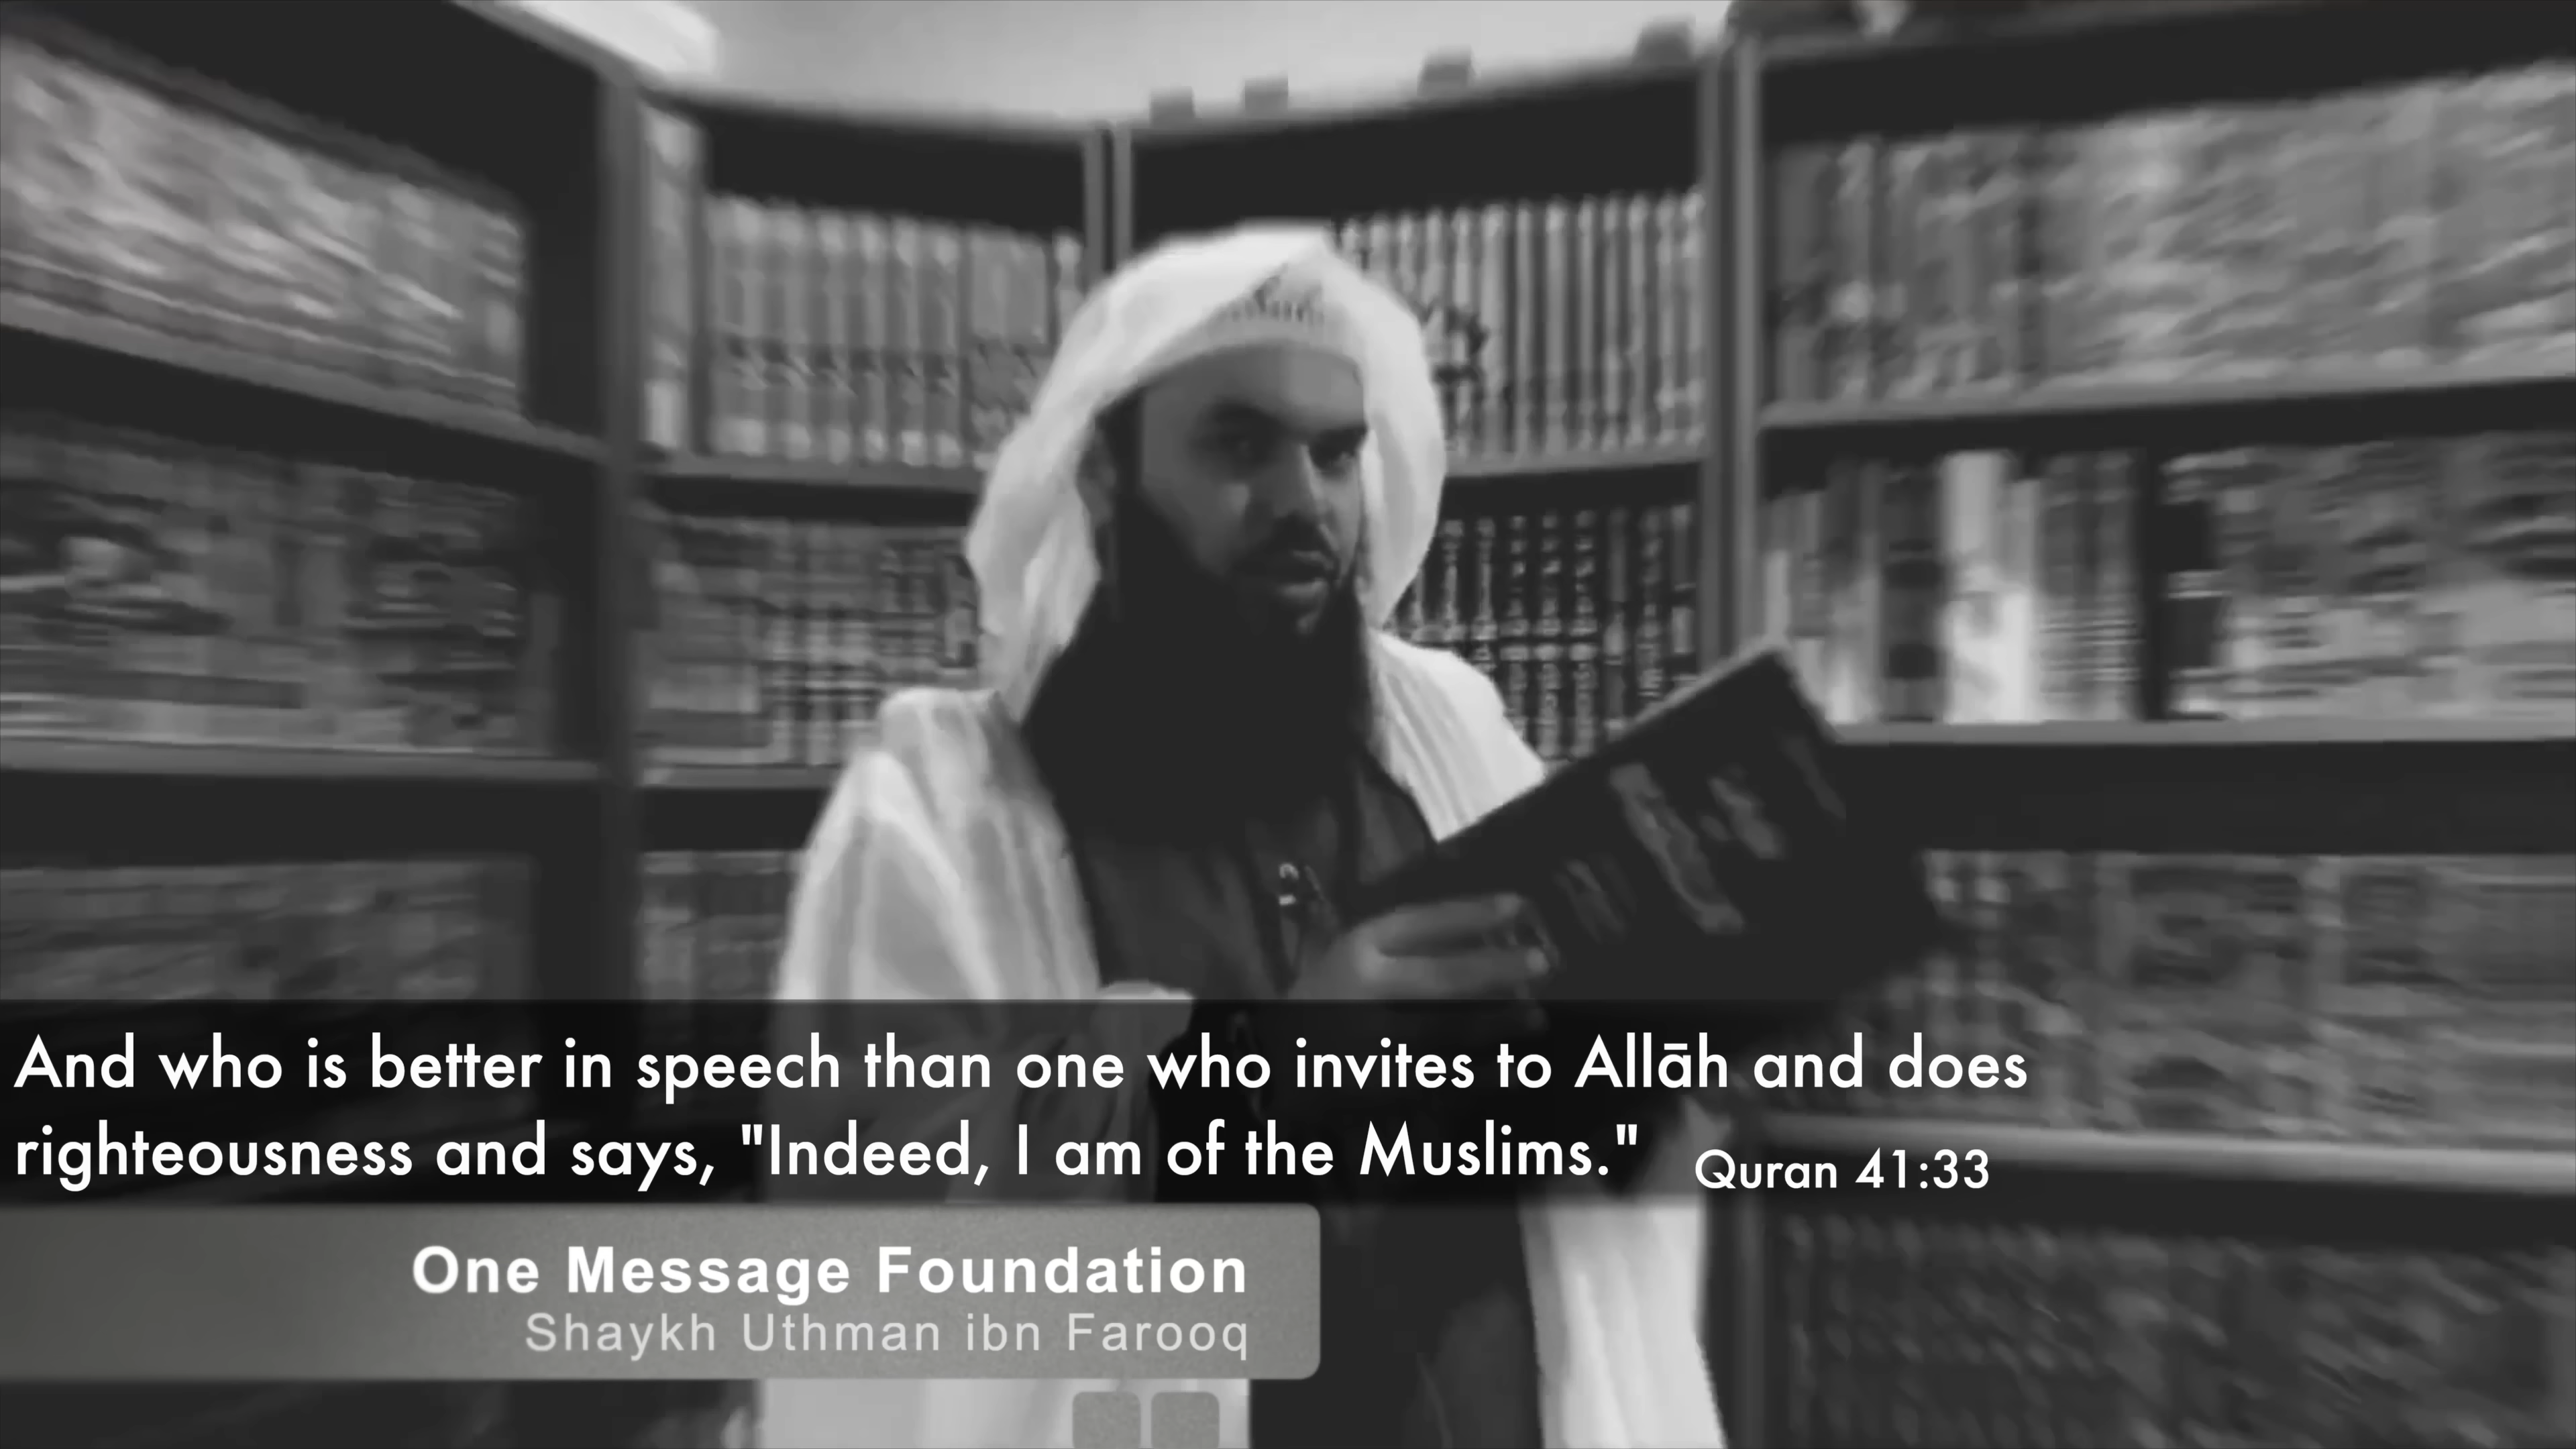 And who is better in speech than one who invites to Allāh and does
righteousness and says, "Indeed, I am of the Muslims." Quran 41:33
One Message Foundation
Shaykh Uthman ibn Farooq